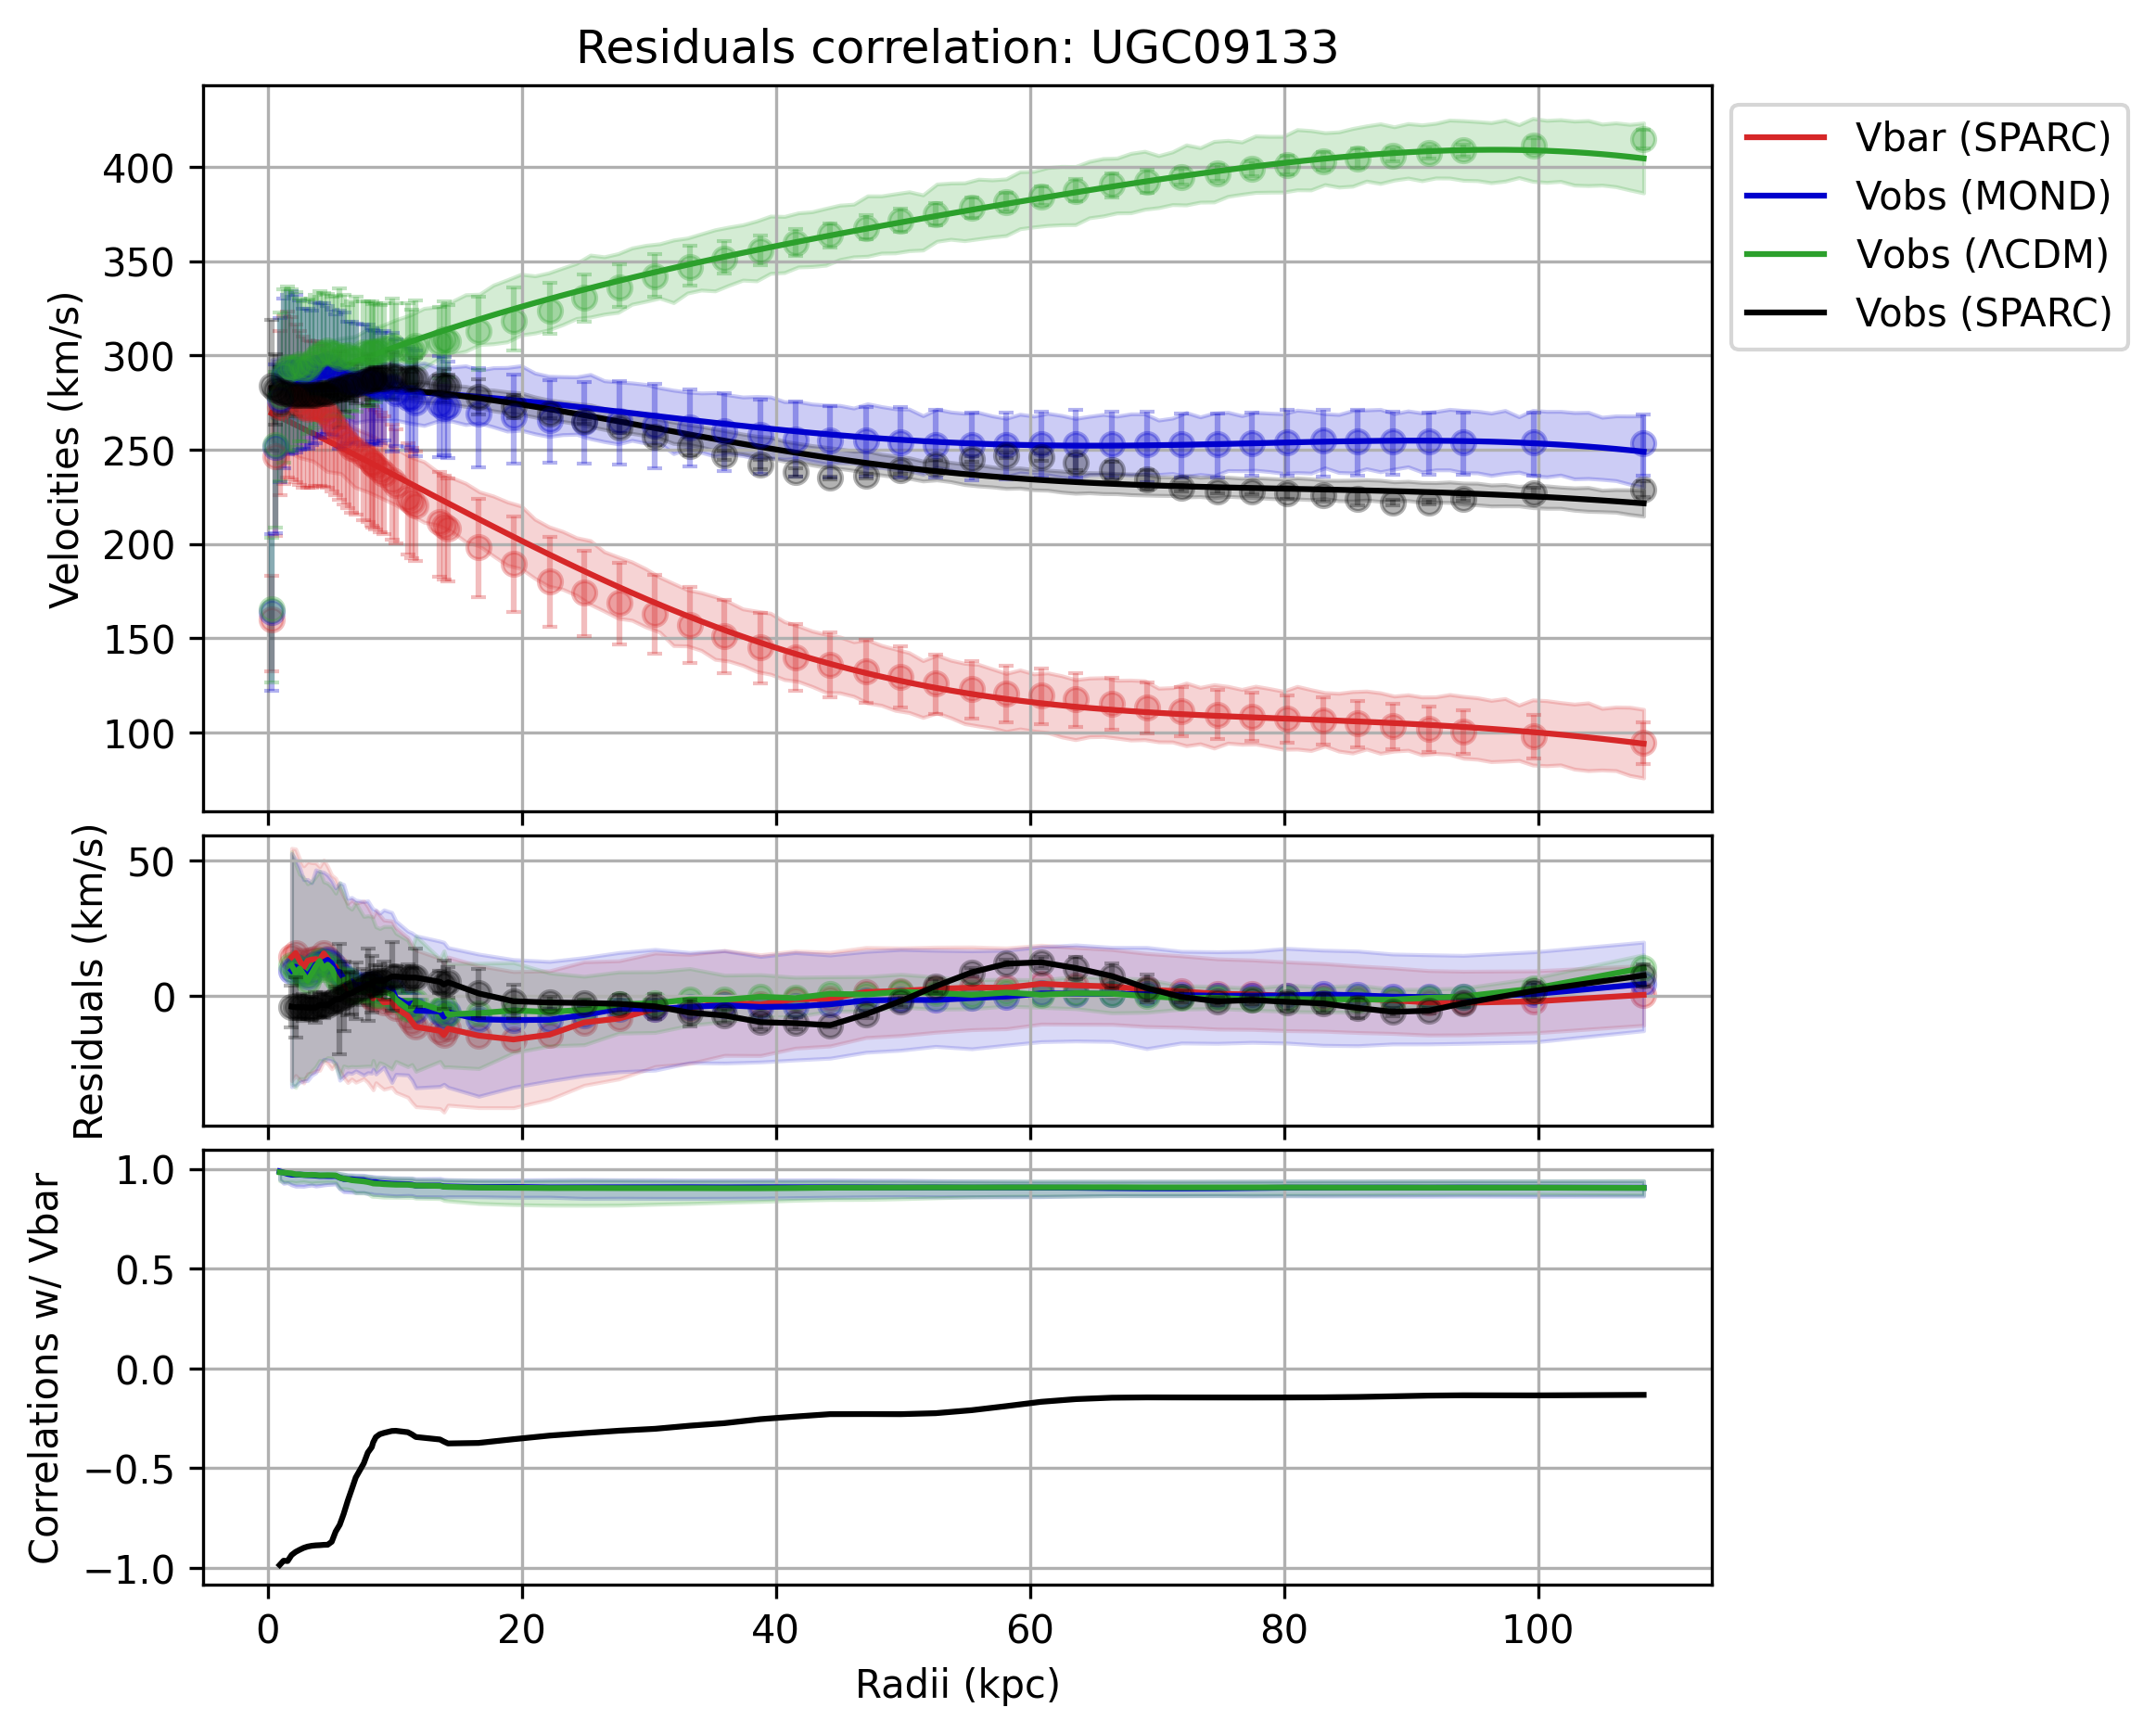 Residuals correlation: UGC09133
Velocities (km/s)
400
350
300
250
200
150
100
Vbar (SPARC)
Vobs (MOND)
Vobs (ΛCDM)
Vobs (SPARC)
Residuals (km/s)
50
0
Correlations w/ Vbar
1.0
0.5
0.0
−0.5
−1.0
0 20 40 60 80 100
Radii (kpc)